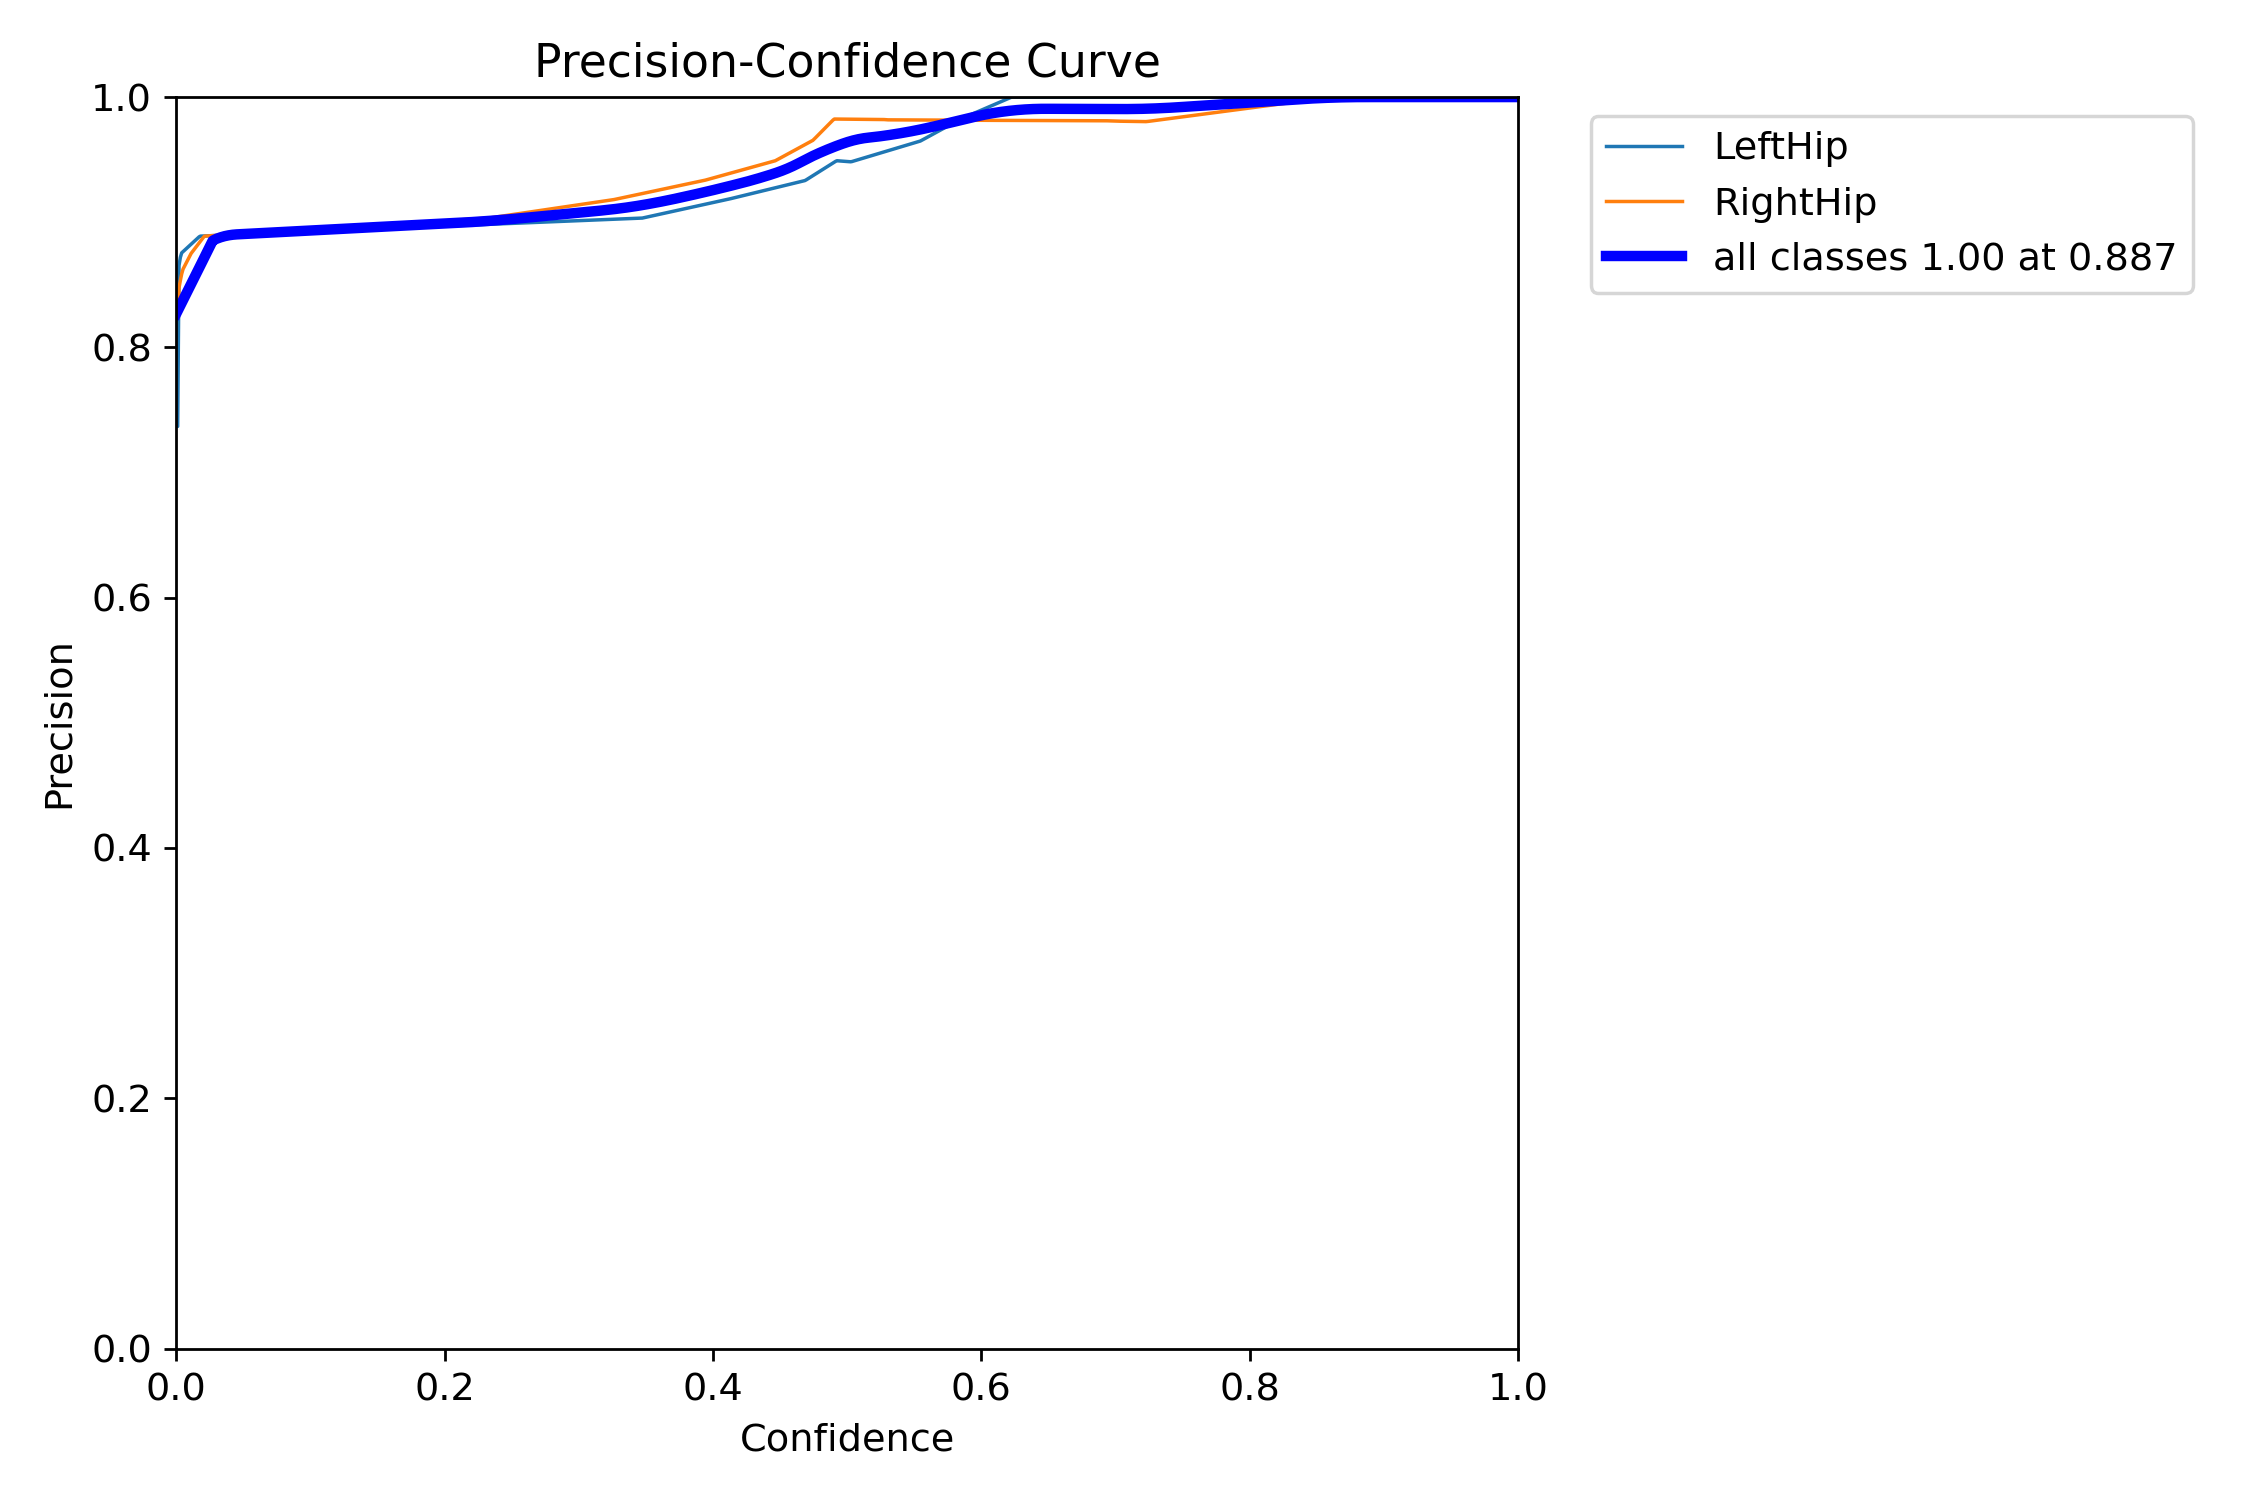 Precision-Confidence Curve
1.0
0.8
0.6
0.4
0.2
0.0
Precision
0.0 0.2 0.4 0.6 0.8 1.0
Confidence
LeftHip
RightHip
all classes 1.00 at 0.887